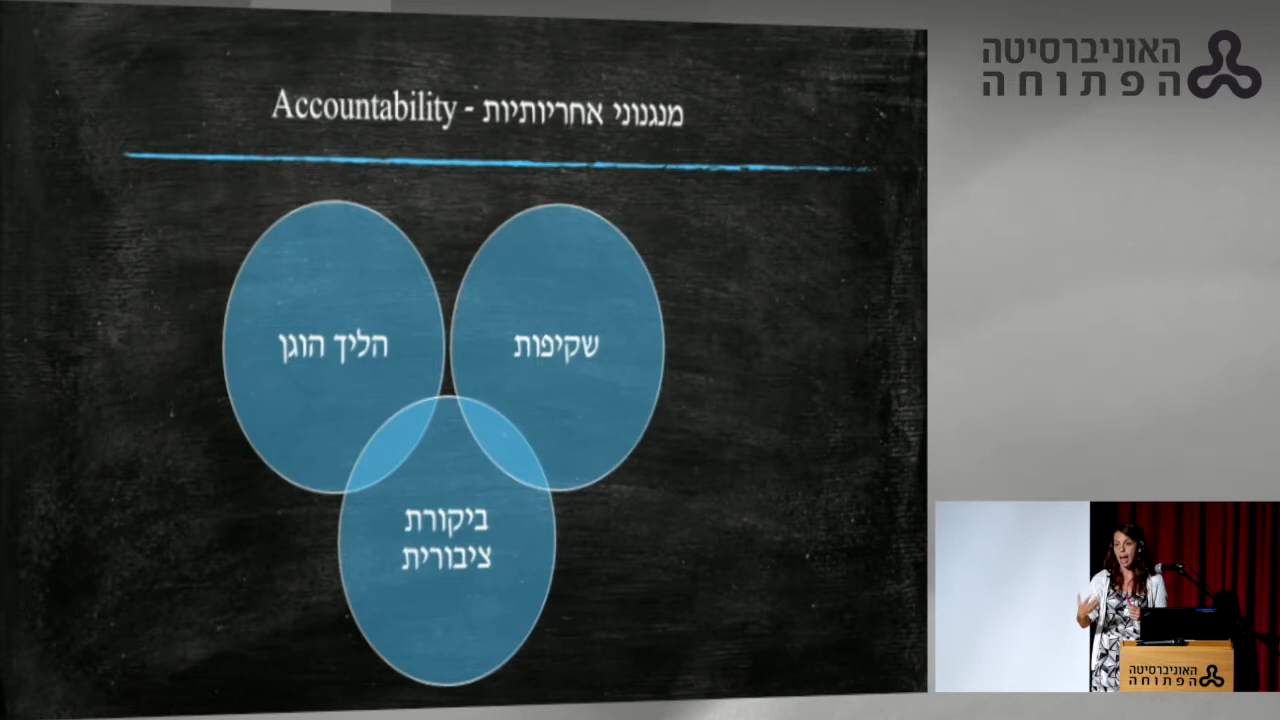 מנגנוני אחריותיות - Accountability
שקיפות
הליך הוגן
ביקורת
ציבורית
האוניברסיטה
הפתוחה
האוניברסיטה
הפתוחה